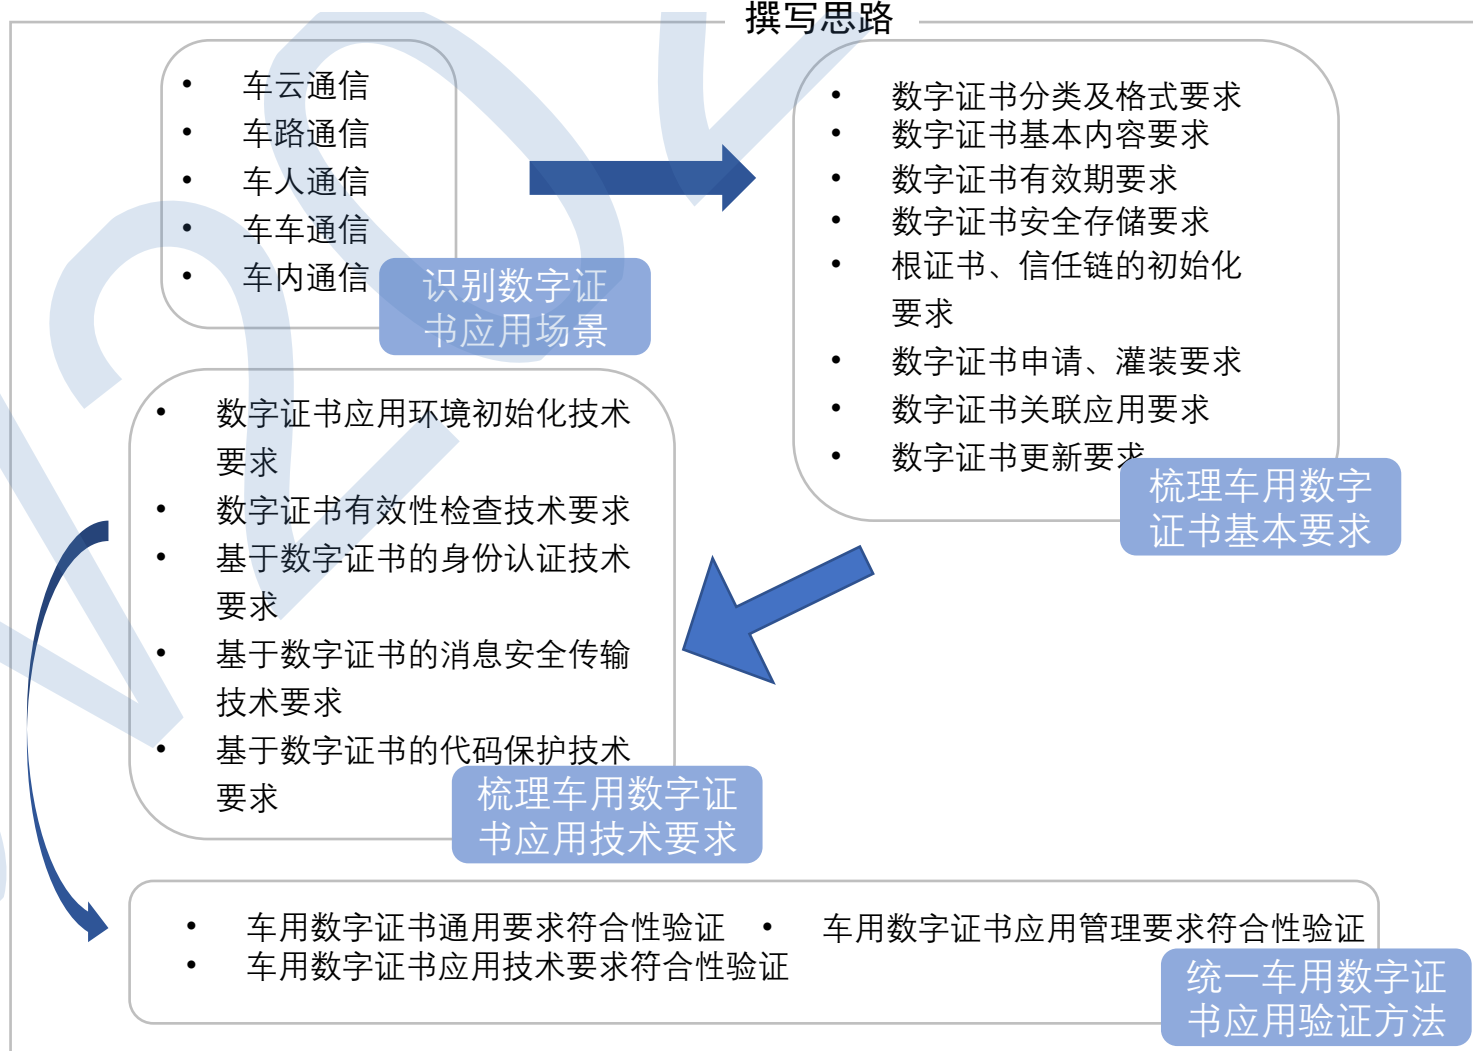 撰写思路
• 车云通信
• 车路通信
• 车人通信
• 车车通信
• 车内通信
识别数字证
书应用场景
• 数字证书分类及格式要求
• 数字证书基本内容要求
• 数字证书有效期要求
• 数字证书安全存储要求
• 根证书、信任链的初始化
要求
• 数字证书申请、灌装要求
• 数字证书关联应用要求
• 数字证书更新要求
梳理车用数字
证书基本要求
• 数字证书应用环境初始化技术
要求
• 数字证书有效性检查技术要求
• 基于数字证书的身份认证技术
要求
• 基于数字证书的消息安全传输
技术要求
• 基于数字证书的代码保护技术
要求
梳理车用数字证
书应用技术要求
• 车用数字证书通用要求符合性验证 • 车用数字证书应用管理要求符合性验证
• 车用数字证书应用技术要求符合性验证
统一车用数字证
书应用验证方法